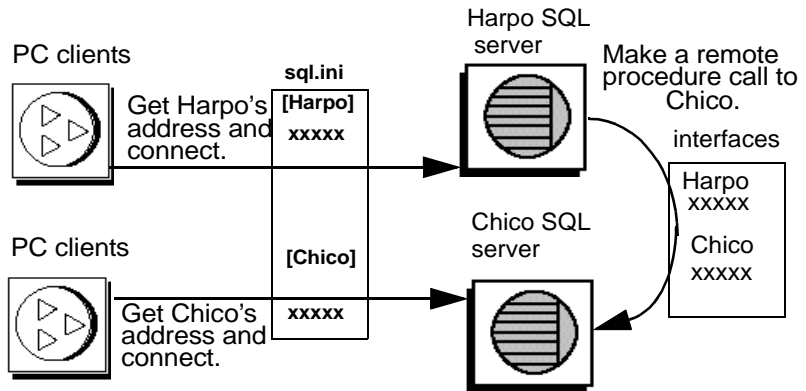 Harpo SQL
server
PC clients
sql.ini
Make a remote
procedure call to
Chico.
Get Harpo's
address and
connect.
[Harpo]
xxxxx
interfaces
Harpo
xxxxx
Chico
xxxxx
PC clients
[Chico]
Chico SQL
server
Get Chico's
address and
connect.
xxxxx